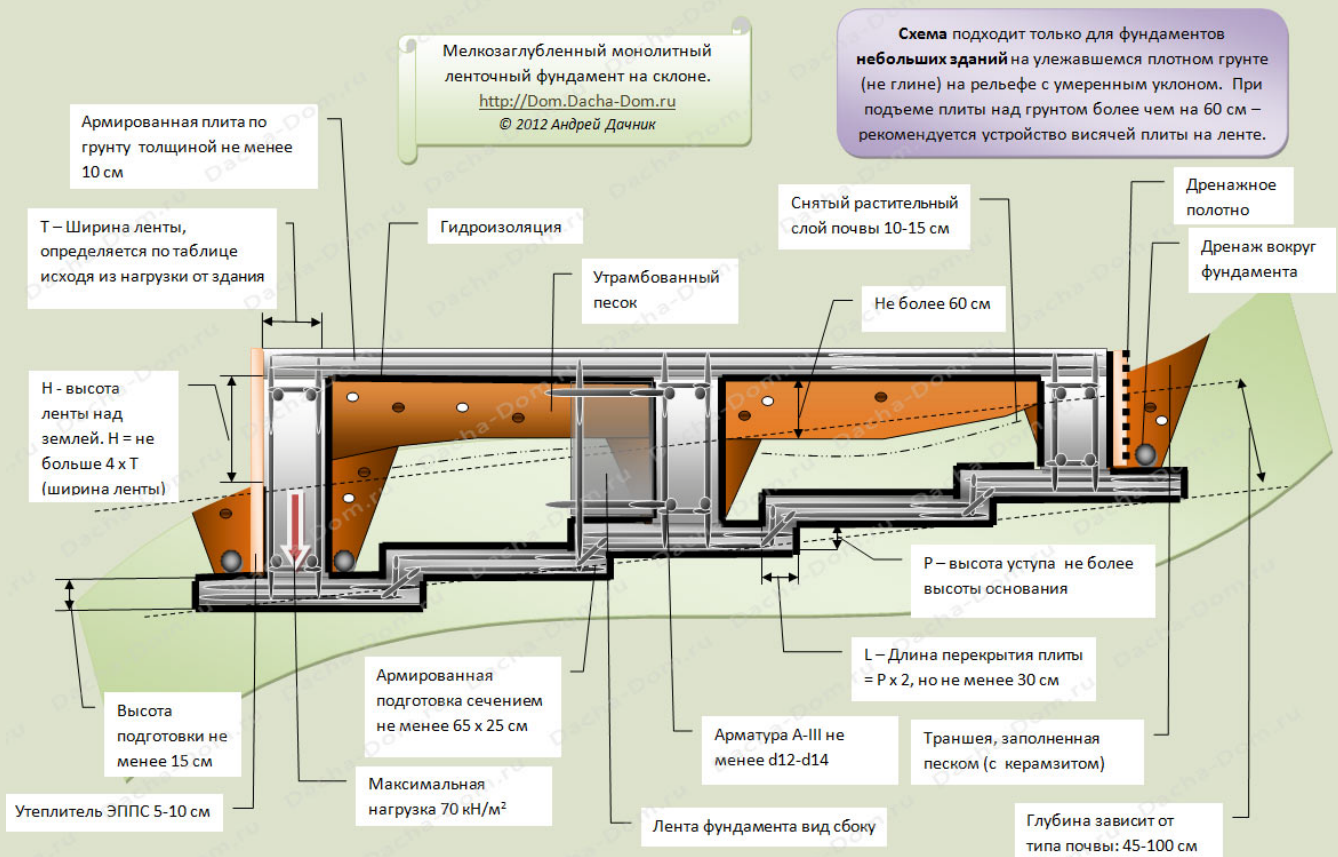 Мелкозаглубленный монолитный
ленточный фундамент на склоне.
http://Dom.Dacha-Dom.ru
© 2012 Андрей Дачник
Схема подходит только для фундаментов
небольших зданий на улежавшемся плотном грунте
(не глине) на рельефе с умеренным уклоном. При
подъеме плиты над грунтом более чем на 60 см –
рекомендуется устройство висячей плиты на ленте.
Армированная плита по
грунту толщиной не менее
10 см
T – Ширина ленты,
определяется по таблице
исходя из нагрузки от здания
Гидроизоляция
Утрамбованный
песок
Снятый растительный
слой почвы 10-15 см
Не более 60 см
Дренажное
полотно
Дренаж вокруг
фундамента
H - высота
ленты над
землей. H = не
больше 4 x T
(ширина ленты)
P – высота уступа не более
высоты основания
L – Длина перекрытия плиты
= P x 2, но не менее 30 см
Армированная
подготовка сечением
не менее 65 x 25 см
Высота
подготовки не
менее 15 см
Арматура А-III не
менее d12-d14
Траншея, заполненная
песком (с керамзитом)
Максимальная
нагрузка 70 кН/м²
Утеплитель ЭППС 5-10 см
Лента фундамента вид сбоку
Глубина зависит от
типа почвы: 45-100 см
Dacha-Dom.ru